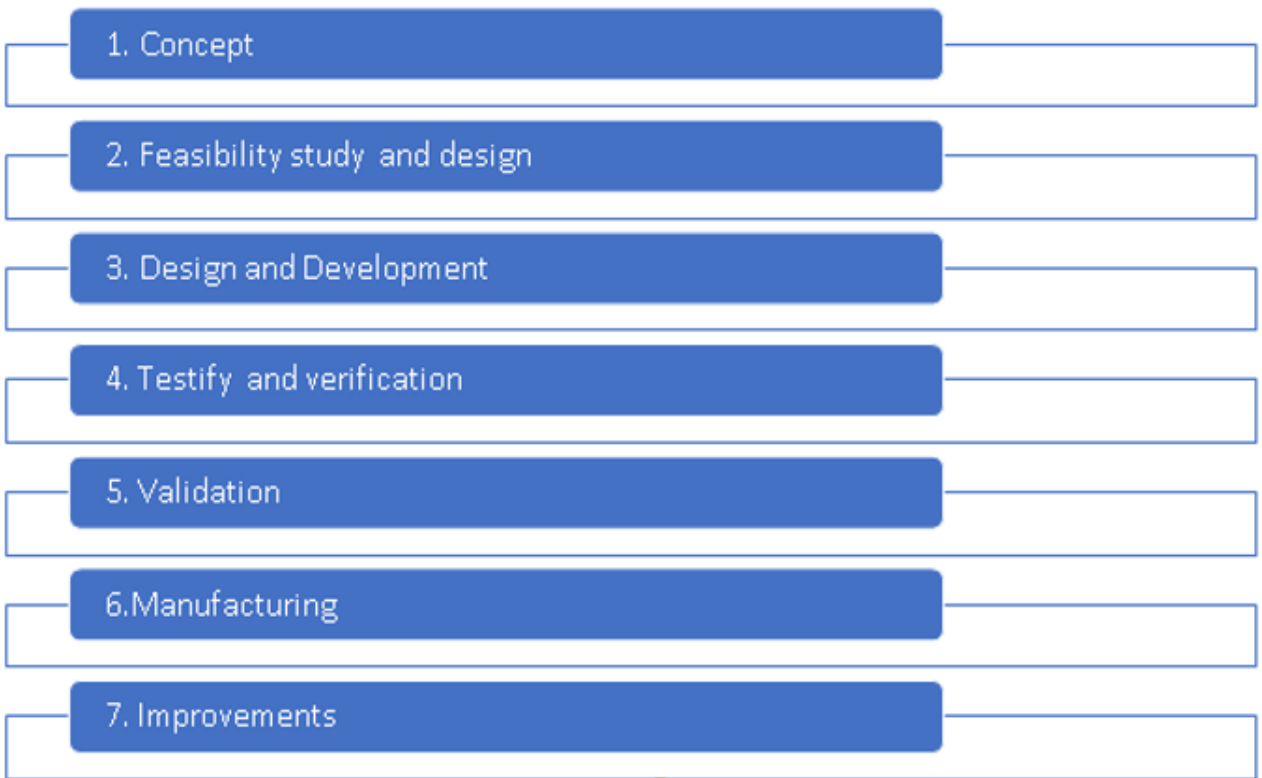 1. Concept
2. Feasibility study and design
3. Design and Development
4. Testify and verification
5. Validation
6.Manufacturing
7. Improvements